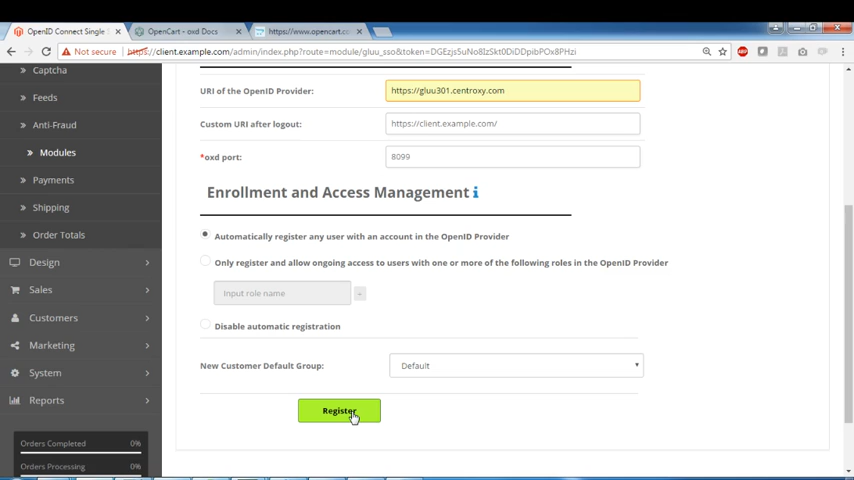 OpenID Connect Single
OpenCart - oxd Docs
https://www.opencart.co
Not secure
https://client.example.com/admin/index.php?route=module/gluu_sso&token=DGEzjs5uNo8IzSkt0DiDDpibPOx8PHzi
Captcha
Feeds
Anti-Fraud
Modules
Payments
Shipping
Order Totals
Design
Sales
Customers
Marketing
System
Reports
Orders Completed 0%
Orders Processing 0%
URI of the OpenID Provider: https://gluu301.centroxy.com
Custom URI after logout: https://client.example.com/
*oxd port: 8099
Enrollment and Access Management
Automatically register any user with an account in the OpenID Provider
Only register and allow ongoing access to users with one or more of the following roles in the OpenID Provider
Input role name +
Disable automatic registration
New Customer Default Group: Default
Register